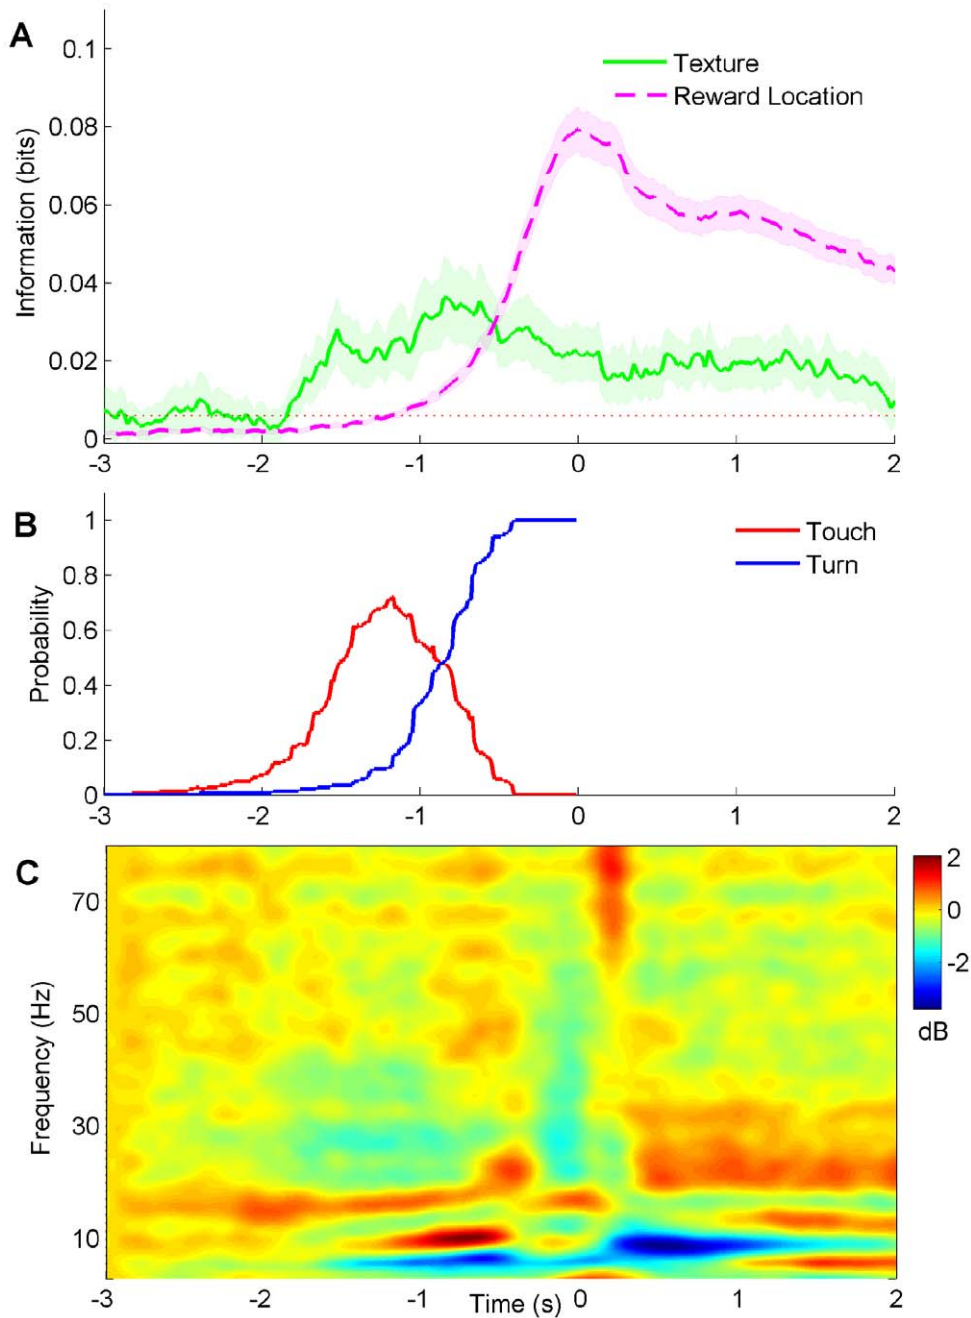 A
Information (bits)
0.1
0.08
0.06
0.04
0.02
0
Texture
Reward Location
-3 -2 -1 0 1 2
B
Probability
1
0.8
0.6
0.4
0.2
0
Touch
Turn
-3 -2 -1 0 1 2
C
Frequency (Hz)
70
50
30
10
2
0
-2
dB
-3 -2 -1 0 1 2
Time (s)